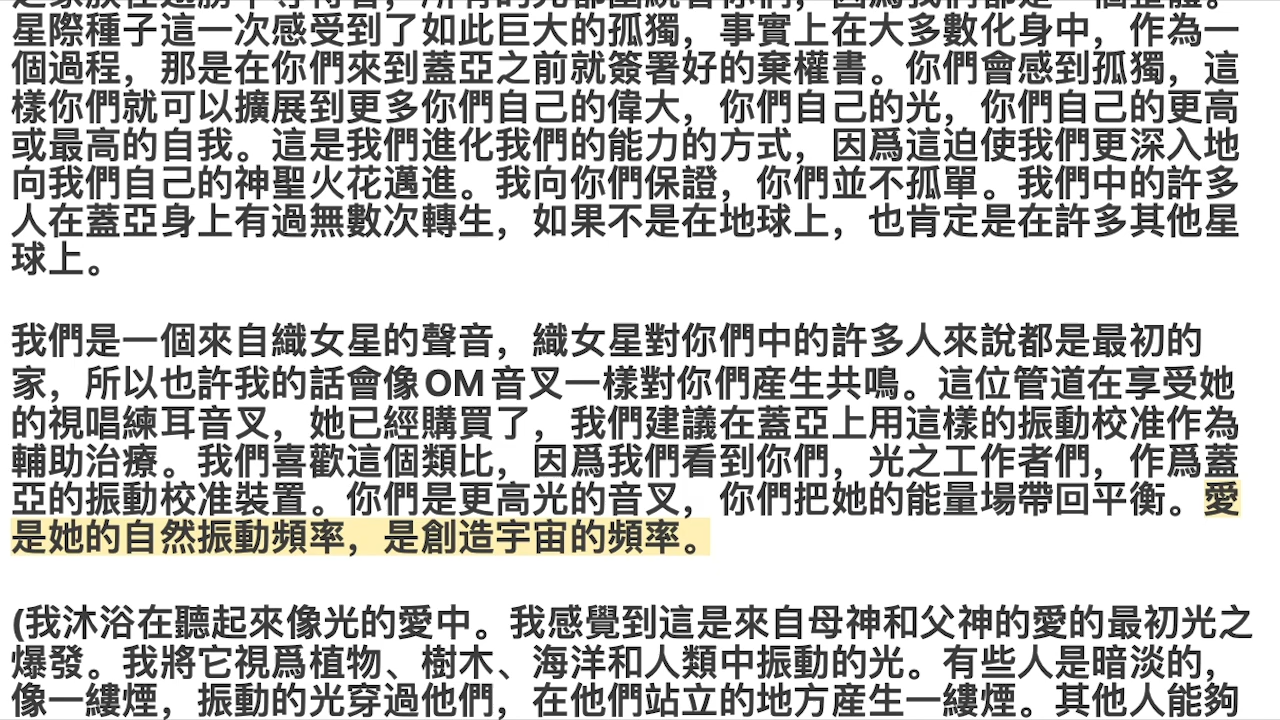 星際種子這一次感受到了如此巨大的孤獨，事實上在大多數化身中，作為一
個過程，那是在你們來到蓋亞之前就簽署好的棄權書。你們會感到孤獨，這
樣你們就可以擴展到更多你們自己的偉大，你們自己的光，你們自己的更高
或最高的自我。這是我們進化我們的能力的方式，因爲這迫使我們更深入地
向我們自己的神聖火花邁進。我向你們保證，你們並不孤單。我們中的許多
人在蓋亞身上有過無數次轉生，如果不是在地球上，也肯定是在許多其他星
球上。
我們是一個來自織女星的聲音，織女星對你們中的許多人來說都是最初的
家，所以也許我的話會像OM音叉一樣對你們産生共鳴。這位管道在享受她
的視唱練耳音叉，她已經購買了，我們建議在蓋亞上用這樣的振動校准作為
輔助治療。我們喜歡這個類比，因爲我們看到你們，光之工作者們，作爲蓋
亞的振動校准裝置。你們是更高光的音叉，你們把她的能量場帶回平衡。愛
是她的自然振動頻率，是創造宇宙的頻率。
(我沐浴在聽起來像光的愛中。我感覺到這是來自母神和父神的愛的最初光之
爆發。我將它視爲植物、樹木、海洋和人類中振動的光。有些人是暗淡的，
像一縷煙，振動的光穿過他們，在他們站立的地方産生一縷煙。其他人能夠